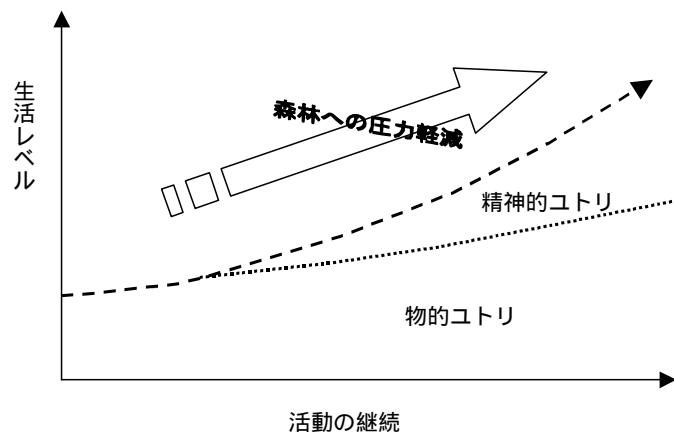 生活レベル
森林への圧力軽減
精神的ユトリ
物的ユトリ
活動の継続